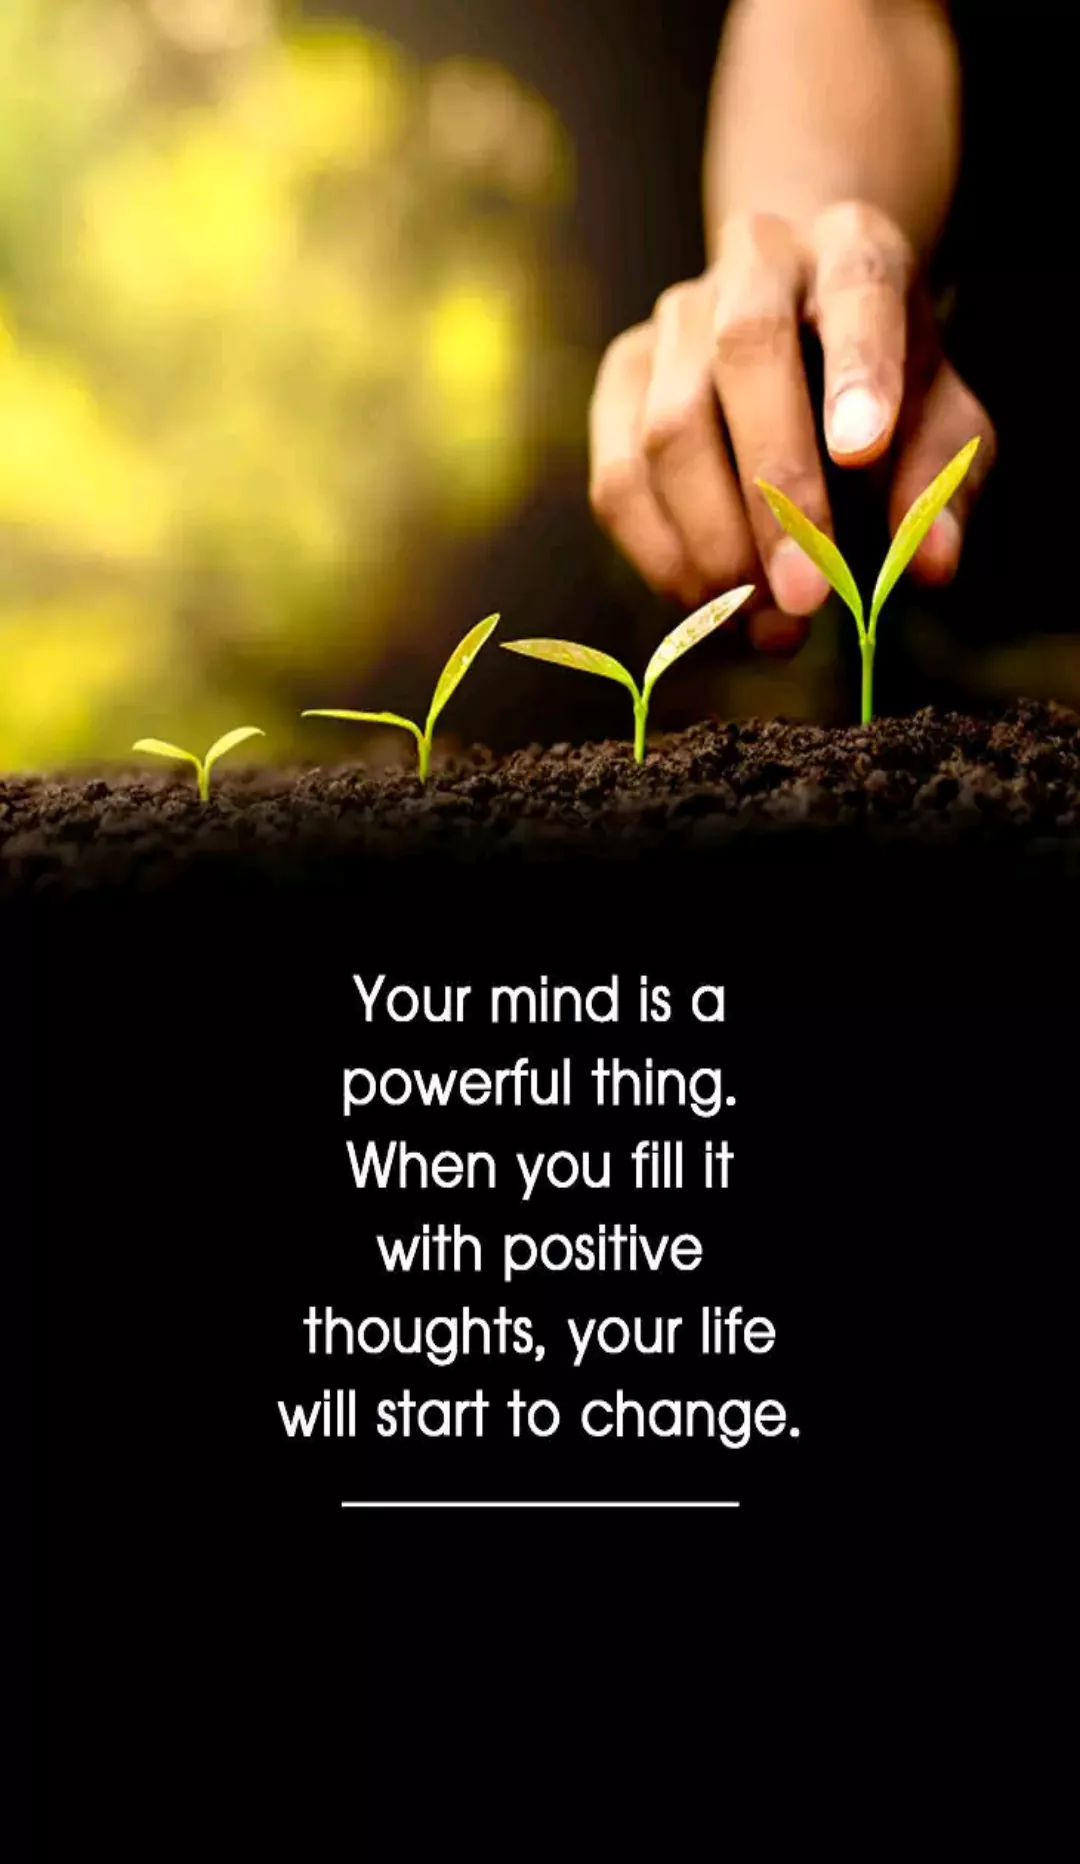 Your mind is a
powerful thing.
When you fill it
with positive
thoughts, your life
will start to change.